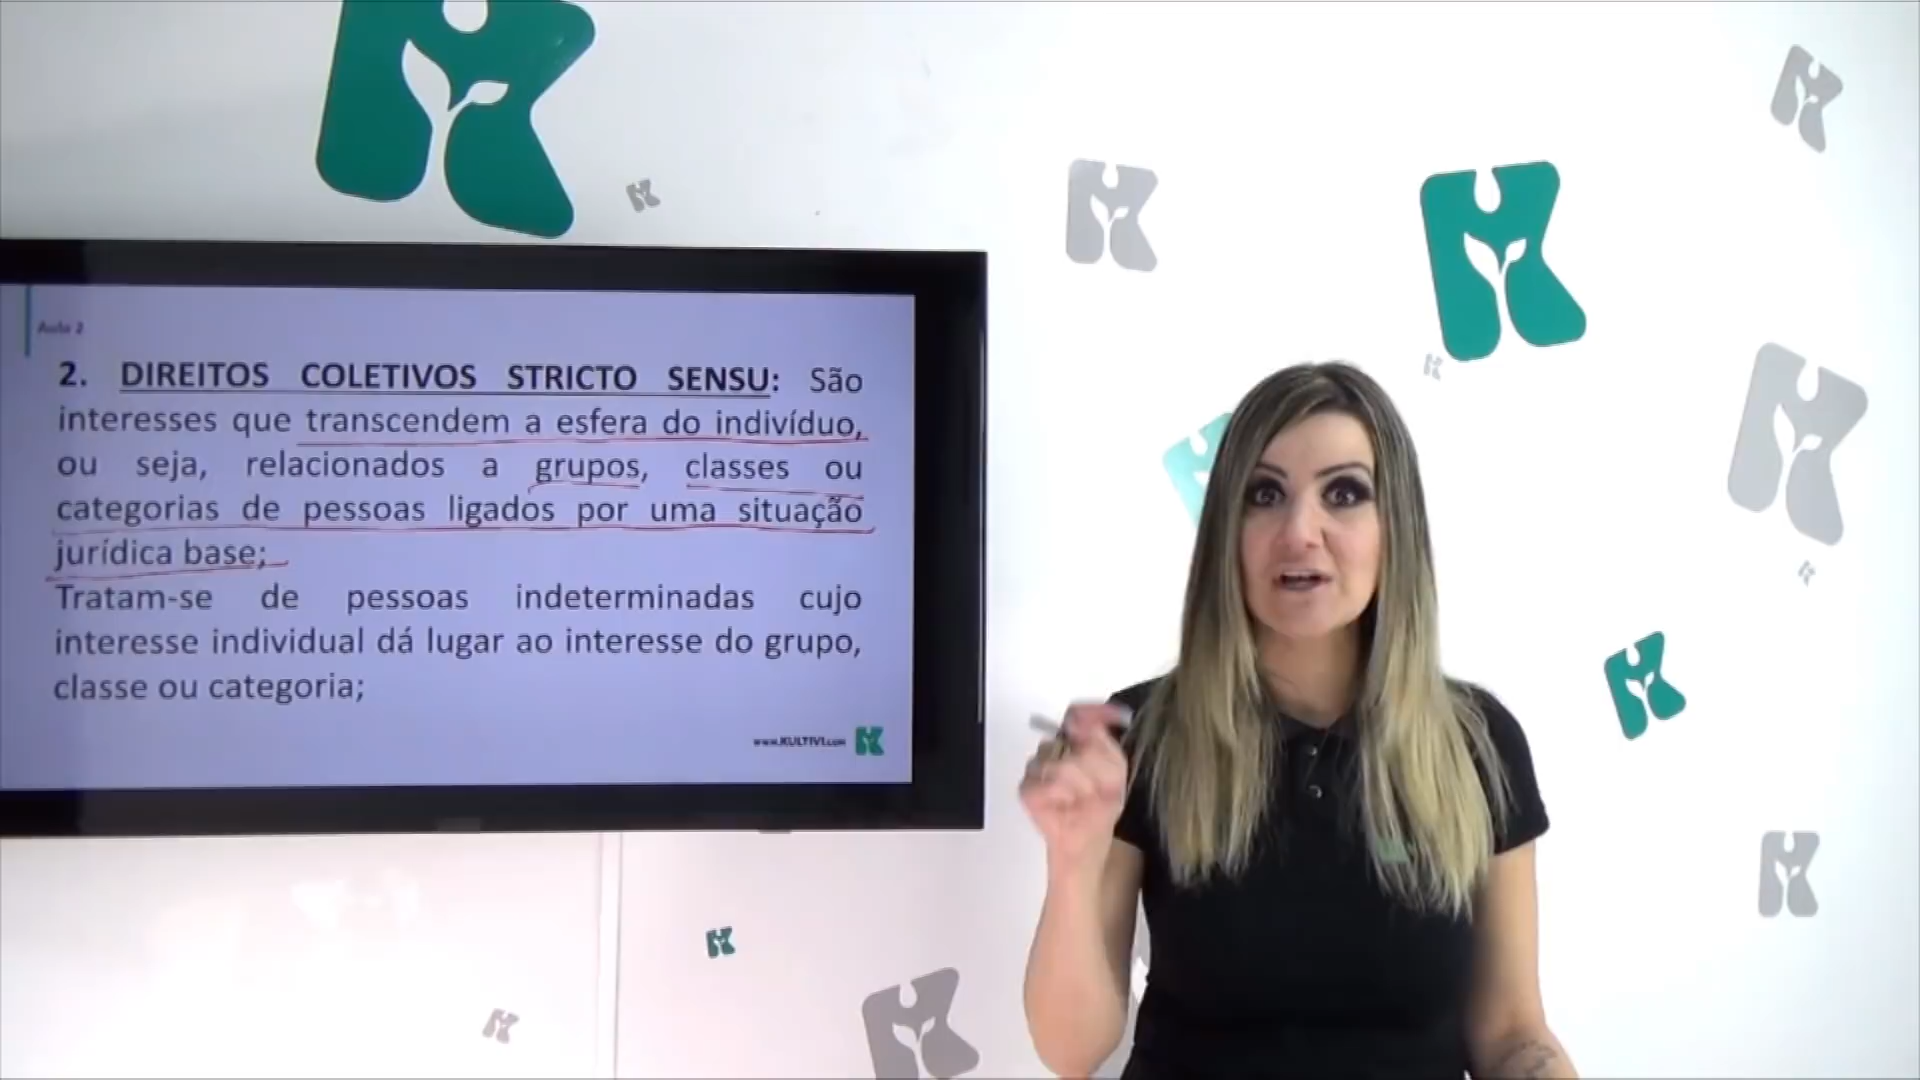 Aula 2
2. DIREITOS COLETIVOS STRICTO SENSU: São
interesses que transcendem a esfera do indivíduo,
ou seja, relacionados a grupos, classes ou
categorias de pessoas ligados por uma situação
jurídica base;
Tratam-se de pessoas indeterminadas cujo
interesse individual dá lugar ao interesse do grupo,
classe ou categoria;
www.KULTIVI.com